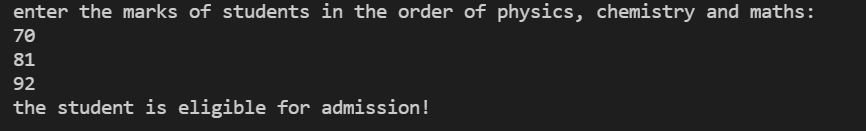 enter the marks of students in the order of physics, chemistry and maths:
70
81
92
the student is eligible for admission!